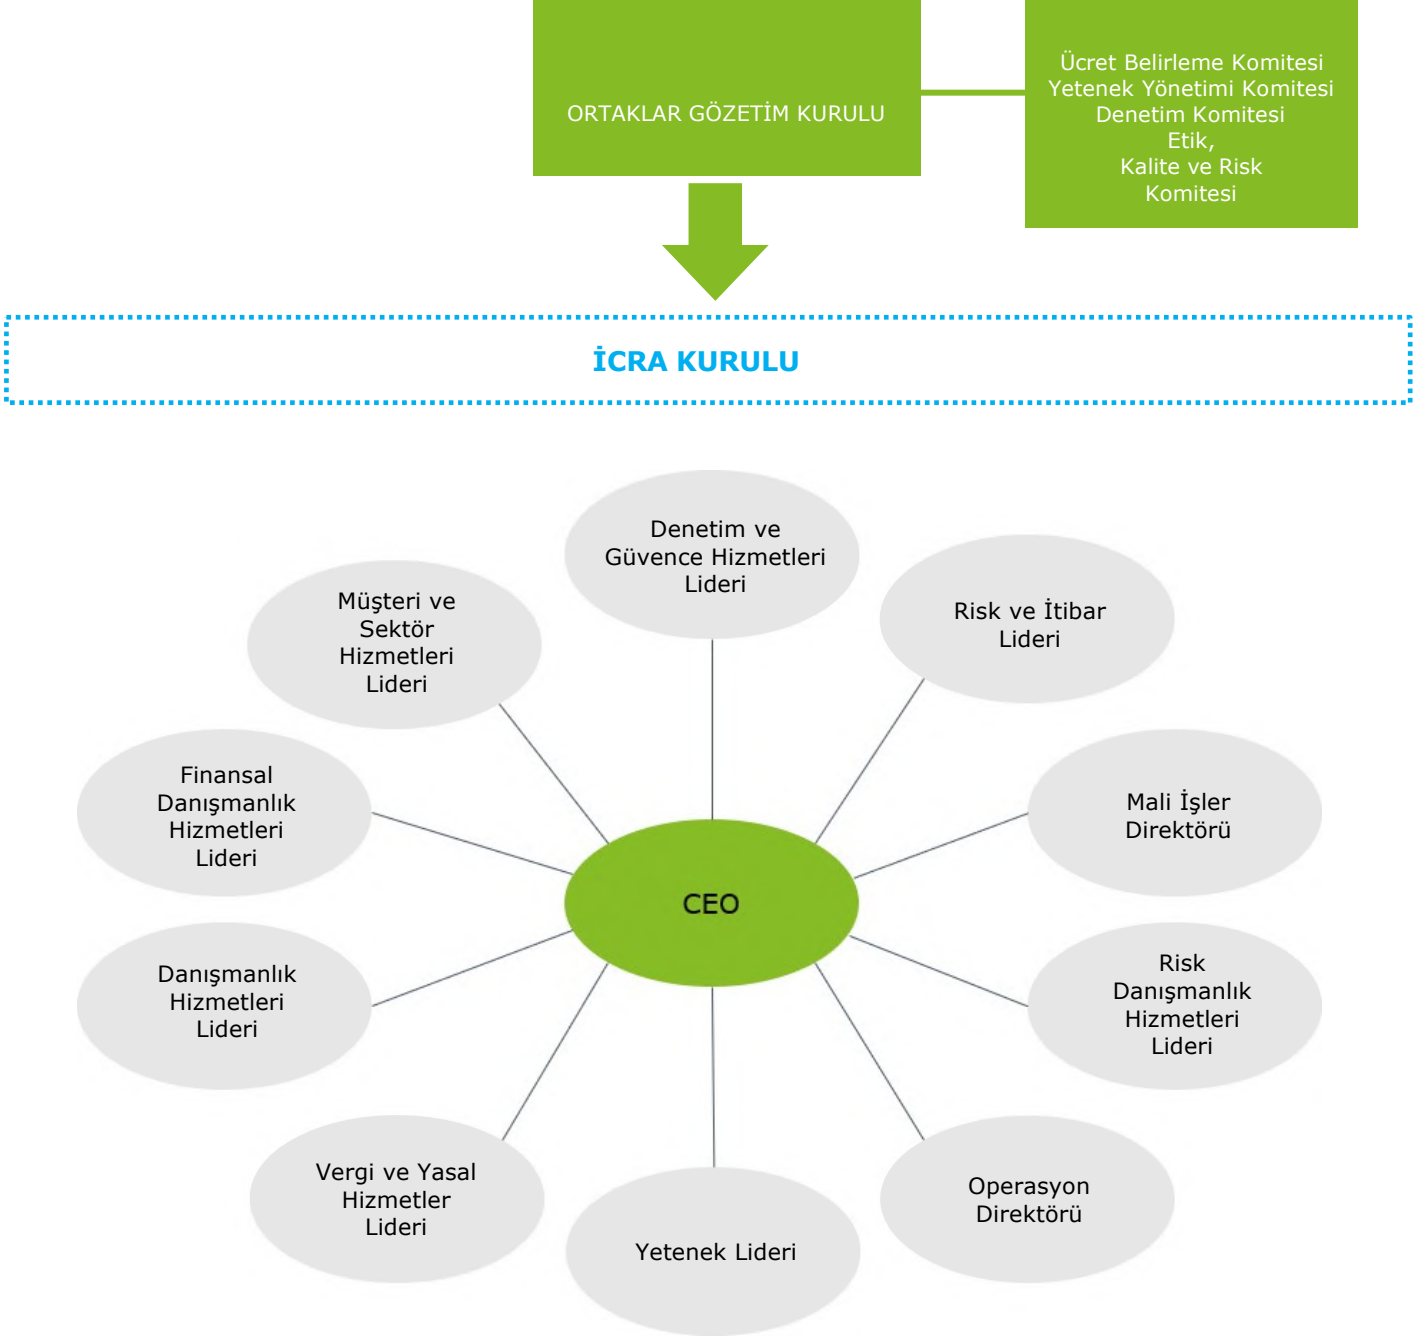 ORTAKLAR GÖZETİM KURULU
Ücret Belirleme Komitesi
Yetenek Yönetimi Komitesi
Denetim Komitesi
Etik,
Kalite ve Risk
Komitesi
İCRA KURULU
Denetim ve
Güvence Hizmetleri
Lideri
Müşteri ve
Sektör
Hizmetleri
Lideri
Risk ve İtibar
Lideri
Finansal
Danışmanlık
Hizmetleri
Lideri
Mali İşler
Direktörü
CEO
Danışmanlık
Hizmetleri
Lideri
Risk
Danışmanlık
Hizmetleri
Lideri
Vergi ve Yasal
Hizmetler
Lideri
Yetenek Lideri
Operasyon
Direktörü